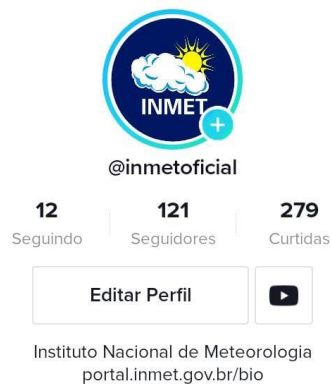 INMET
@inmetoficial
12 121 279
Seguindo Seguidores Curtidas
Editar Perfil
Instituto Nacional de Meteorologia
portal.inmet.gov.br/bio